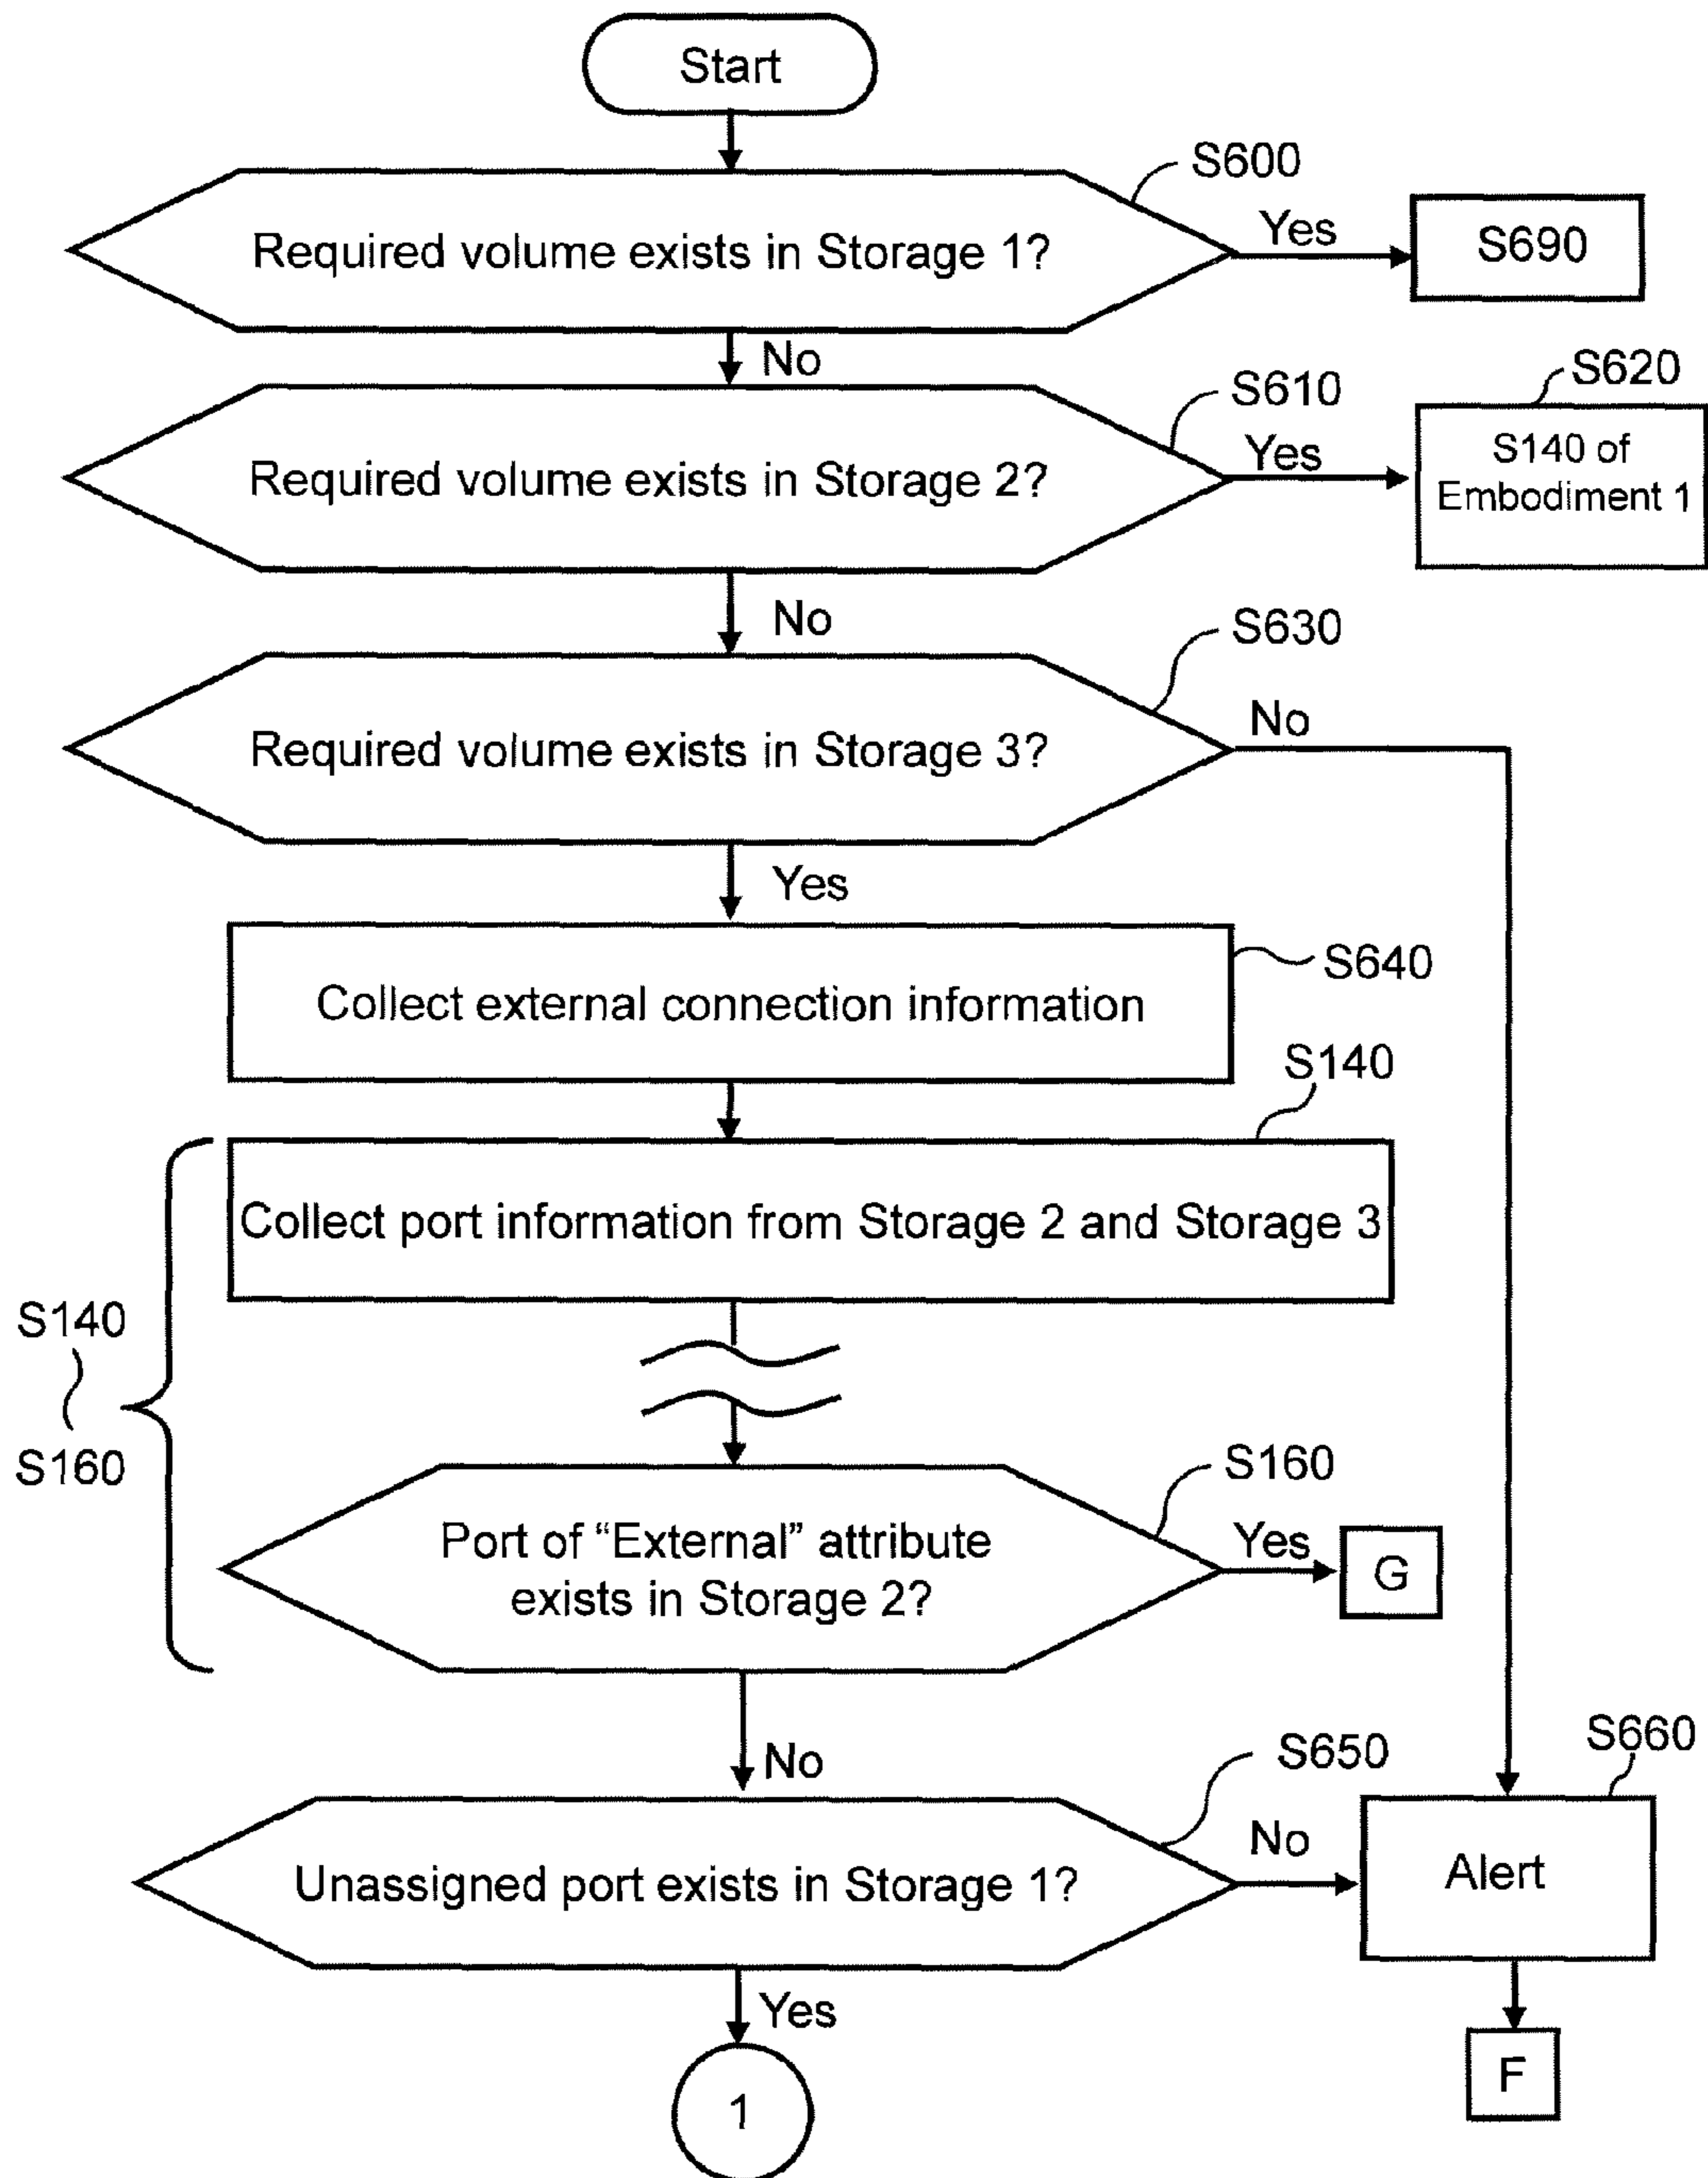 Start
S600
Required volume exists in Storage 1?
Yes
S690
No
S610
S620
Required volume exists in Storage 2?
Yes
S140 of
Embodiment 1
No
S630
Required volume exists in Storage 3?
No
Yes
S640
Collect external connection information
S140
Collect port information from Storage 2 and Storage 3
S140
S160
S160
Port of “External” attribute
exists in Storage 2?
Yes
G
No
S650
S660
Unassigned port exists in Storage 1?
No
Alert
Yes
1
F